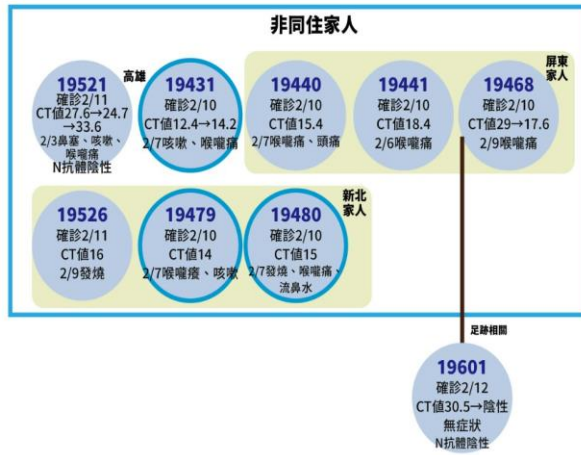 非同住家人
高雄
19521
確診2/11
CT值27.6→24.7
→33.6
2/3鼻塞、咳嗽、
喉嚨痛
N抗體陰性
19431
確診2/10
CT值12.4→14.2
2/7咳嗽、喉嚨痛
屏東
家人
19440
確診2/10
CT值15.4
2/7喉嚨痛、頭痛
19441
確診2/10
CT值18.4
2/6喉嚨痛
19468
確診2/10
CT值29→17.6
2/9喉嚨痛
新北
家人
19526
確診2/11
CT值16
2/9發燒
19479
確診2/10
CT值14
2/7喉嚨癢、咳嗽
19480
確診2/10
CT值15
2/7發燒、喉嚨痛、
流鼻水
足跡相關
19601
確診2/12
CT值30.5→陰性
無症狀
N抗體陰性